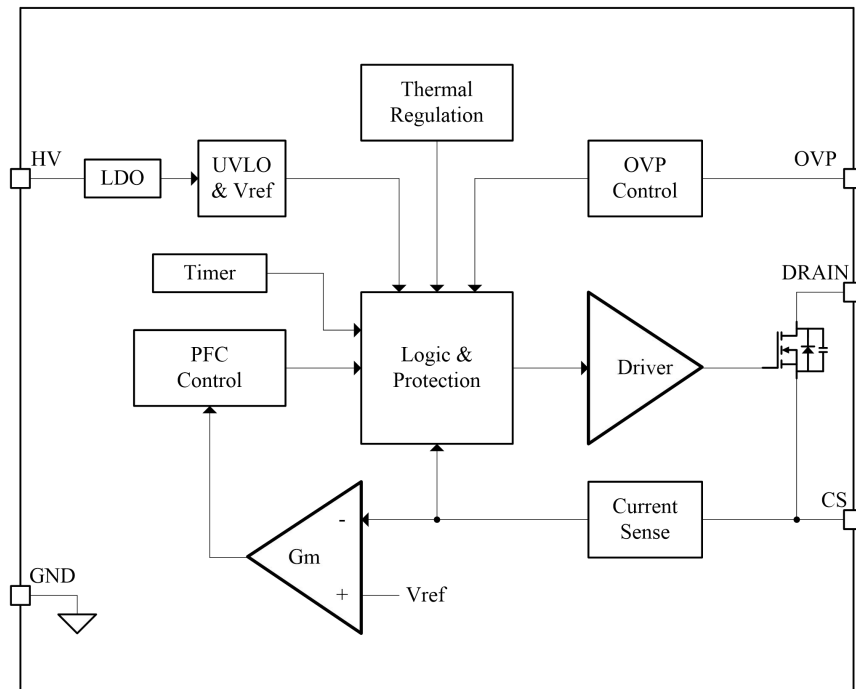 Thermal
Regulation
HV
LDO
UVLO
& Vref
OVP
Control
OVP
Timer
DRAIN
PFC
Control
Logic &
Protection
Driver
Current
Sense
CS
-
Gm
+
Vref
GND